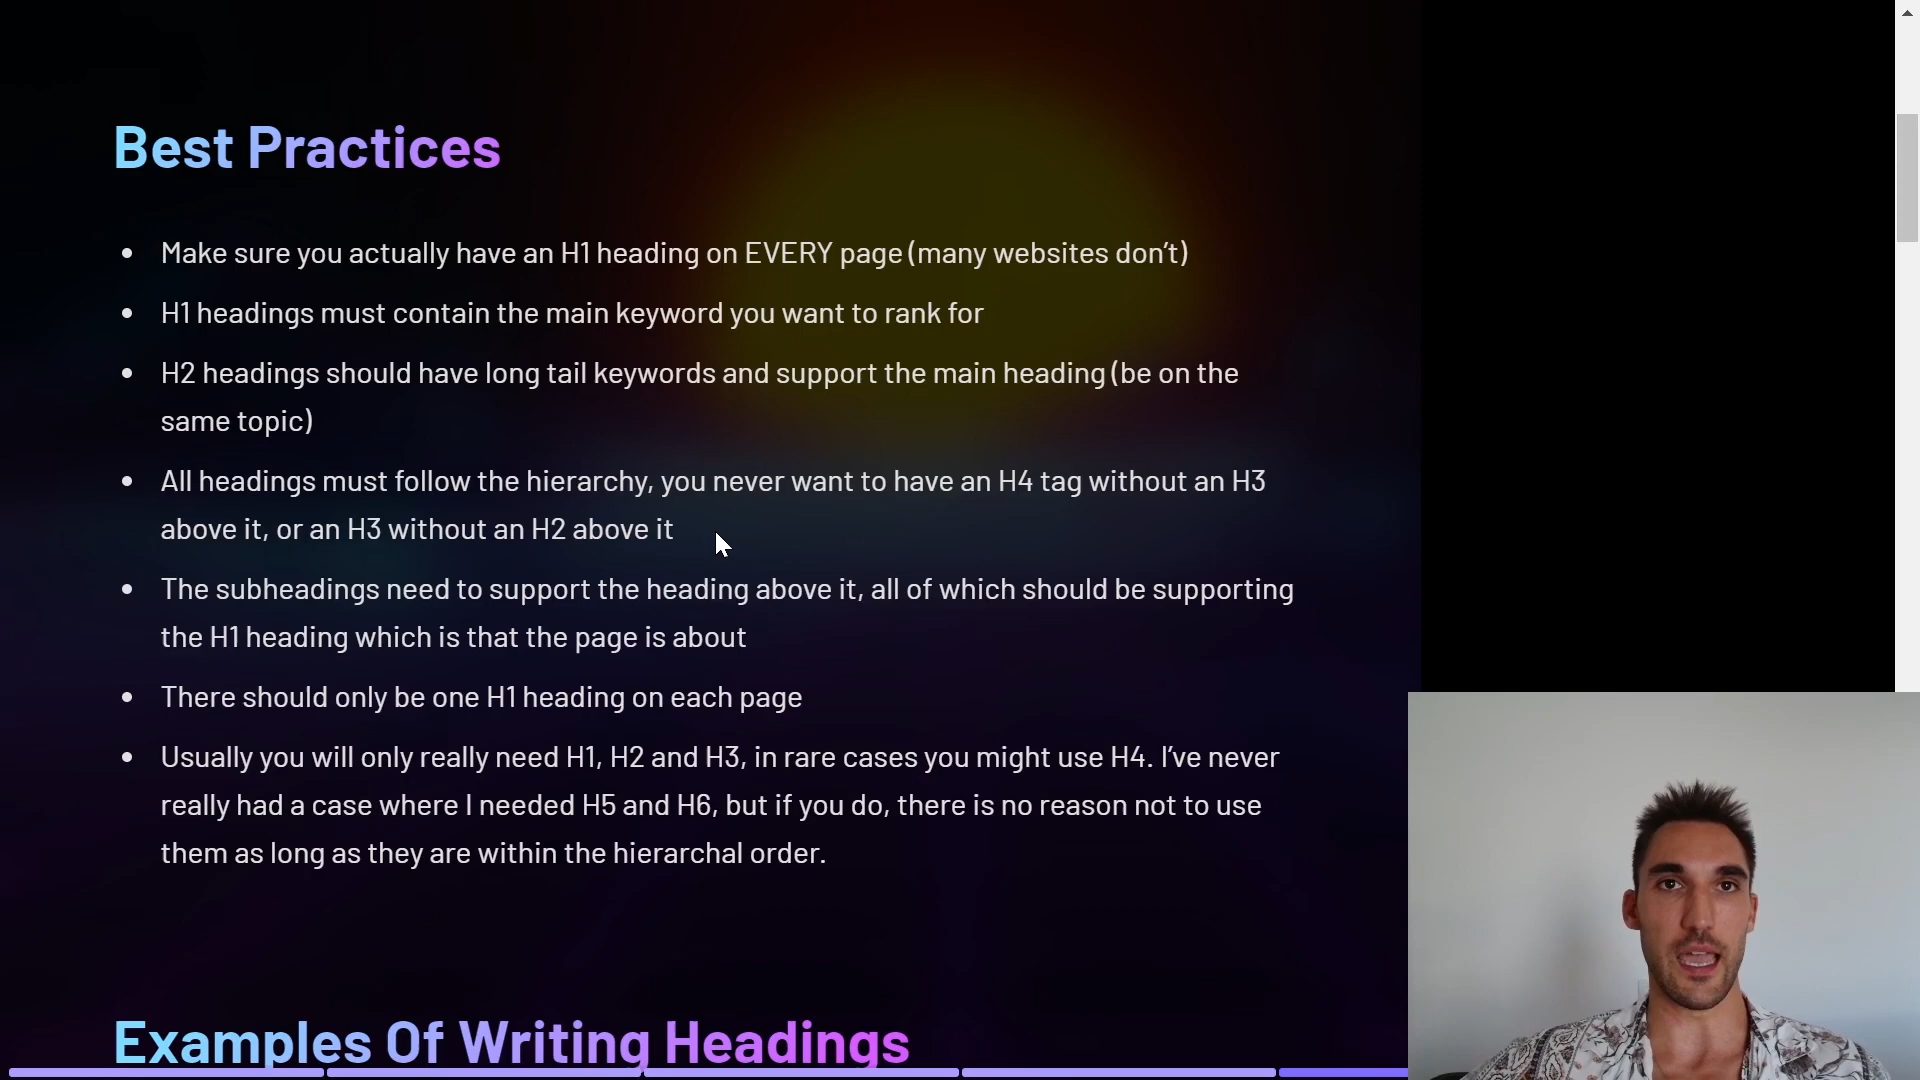 Best Practices
Make sure you actually have an H1 heading on EVERY page (many websites don’t)
H1 headings must contain the main keyword you want to rank for
H2 headings should have long tail keywords and support the main heading (be on the
same topic)
All headings must follow the hierarchy, you never want to have an H4 tag without an H3
above it, or an H3 without an H2 above it
The subheadings need to support the heading above it, all of which should be supporting
the H1 heading which is that the page is about
There should only be one H1 heading on each page
Usually you will only really need H1, H2 and H3, in rare cases you might use H4. I’ve never
really had a case where I needed H5 and H6, but if you do, there is no reason not to use
them as long as they are within the hierarchal order.
Examples Of Writing Headings